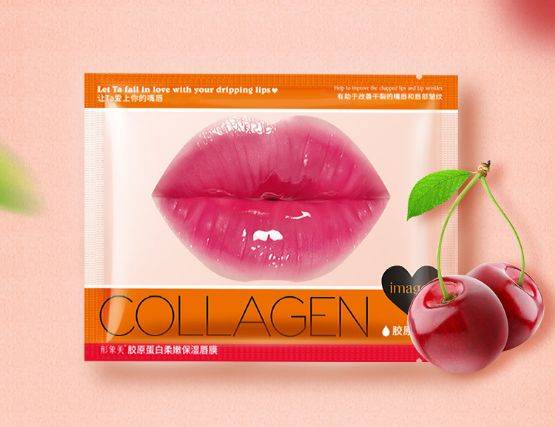 Let Ta fall in love with your dripping lips♥
让Ta爱上你的嘴唇
Help to improve the chapped lips and Lip wrinkles
有助于改善干裂的嘴唇和唇部皱纹
COLLAGEN
胶原
形象美 胶原蛋白柔嫩保湿唇膜